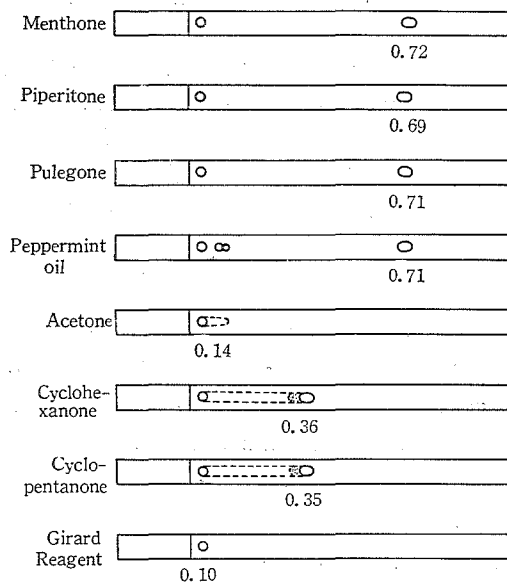 Menthone
0.72
Piperitone
0.69
Pulegone
0.71
Peppermint
oil
0.71
Acetone
0.14
Cyclohe-
xanone
0.36
Cyclo-
pentanone
0.35
Girard
Reagent
0.10